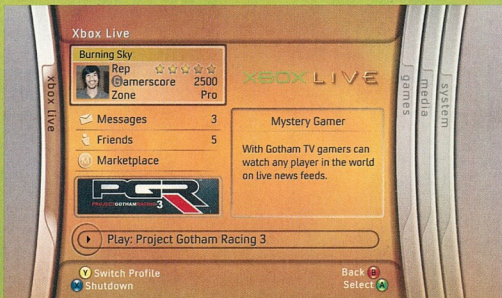 Xbox Live
Burning Sky
Rep
Gamerscore 2500
Zone Pro
Messages 3
Friends 5
Marketplace
PGR
PROJECT GOTHAM RACING 3
Play: Project Gotham Racing 3
XBOX LIVE
Mystery Gamer
With Gotham TV gamers can
watch any player in the world
on live news feeds.
xbox live
games
media
system
Y Switch Profile
X Shutdown
Back B
Select A